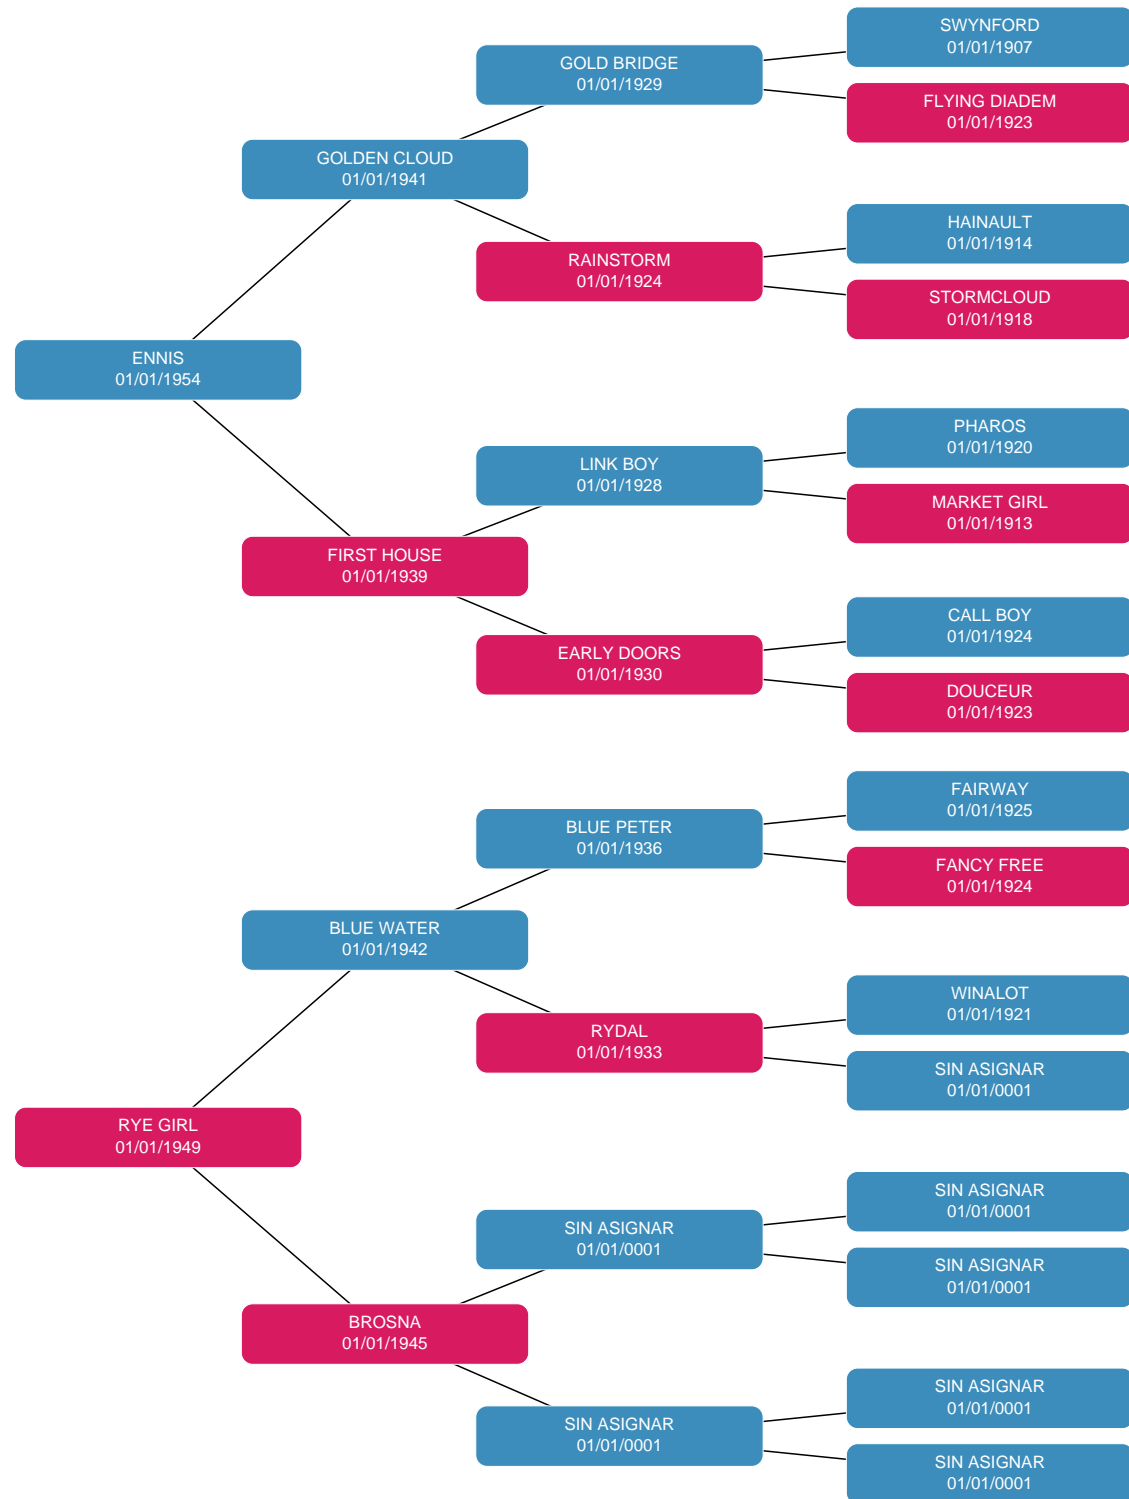 SWYNFORD
01/01/1907
GOLD BRIDGE
01/01/1929
FLYING DIADEM
01/01/1923
GOLDEN CLOUD
01/01/1941
HAINAULT
01/01/1914
RAINSTORM
01/01/1924
STORMCLOUD
01/01/1918
ENNIS
01/01/1954
PHAROS
01/01/1920
LINK BOY
01/01/1928
MARKET GIRL
01/01/1913
FIRST HOUSE
01/01/1939
CALL BOY
01/01/1924
EARLY DOORS
01/01/1930
DOUCEUR
01/01/1923
FAIRWAY
01/01/1925
BLUE PETER
01/01/1936
FANCY FREE
01/01/1924
BLUE WATER
01/01/1942
WINALOT
01/01/1921
RYDAL
01/01/1933
SIN ASIGNAR
01/01/0001
RYE GIRL
01/01/1949
SIN ASIGNAR
01/01/0001
SIN ASIGNAR
01/01/0001
SIN ASIGNAR
01/01/0001
BROSNA
01/01/1945
SIN ASIGNAR
01/01/0001
SIN ASIGNAR
01/01/0001
SIN ASIGNAR
01/01/0001